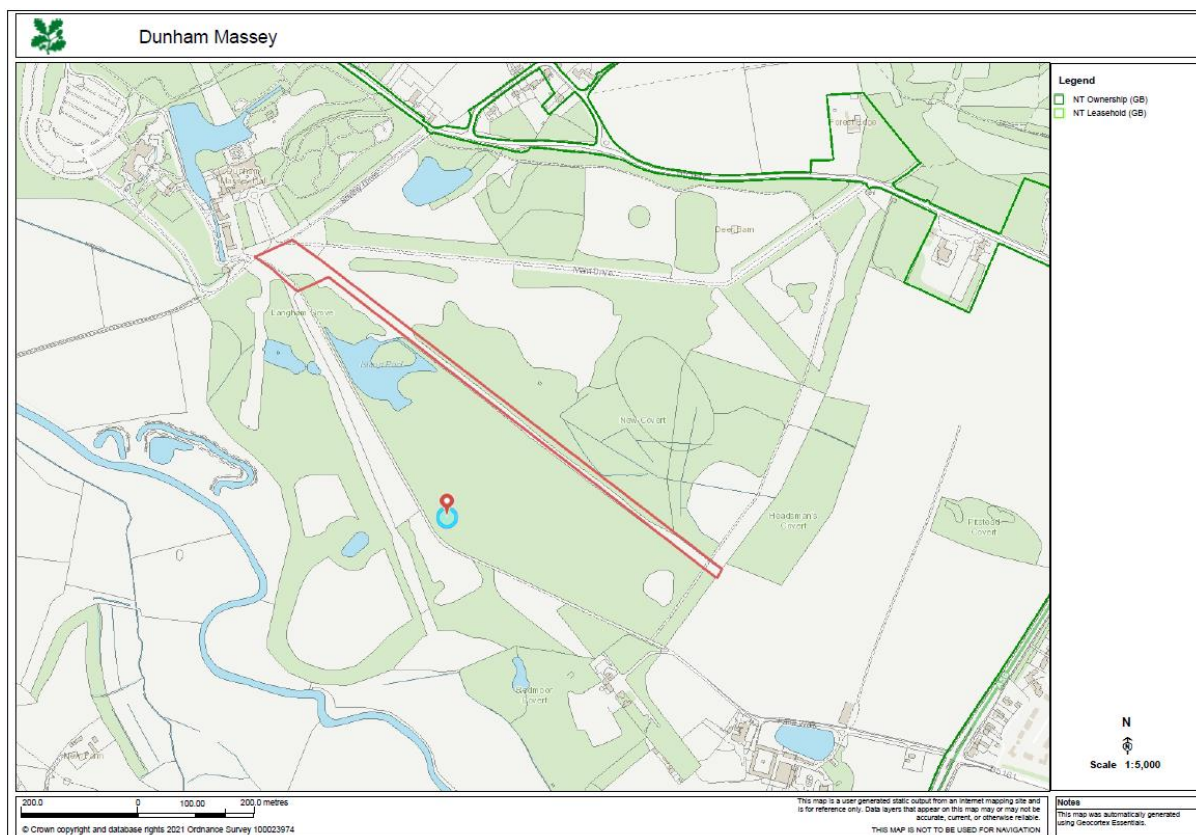 Dunham Massey
Legend
NT Ownership (GB)
NT Leasehold (GB)
Deer Barn
Main Drive
Langham Grove
New Covert
Headsman's
Covert
Covert
N
Scale 1:5,000
200.0 0 100.00 200.0 metres
© Crown copyright and database rights 2021 Ordnance Survey 100023974
This map is a user generated static output from an Internet mapping site and
is for reference only. Data layers that appear on this map may or may not be
accurate, current, or otherwise reliable.
THIS MAP IS NOT TO BE USED FOR NAVIGATION
Notes
This map was automatically generated
using Geocortex Essentials.